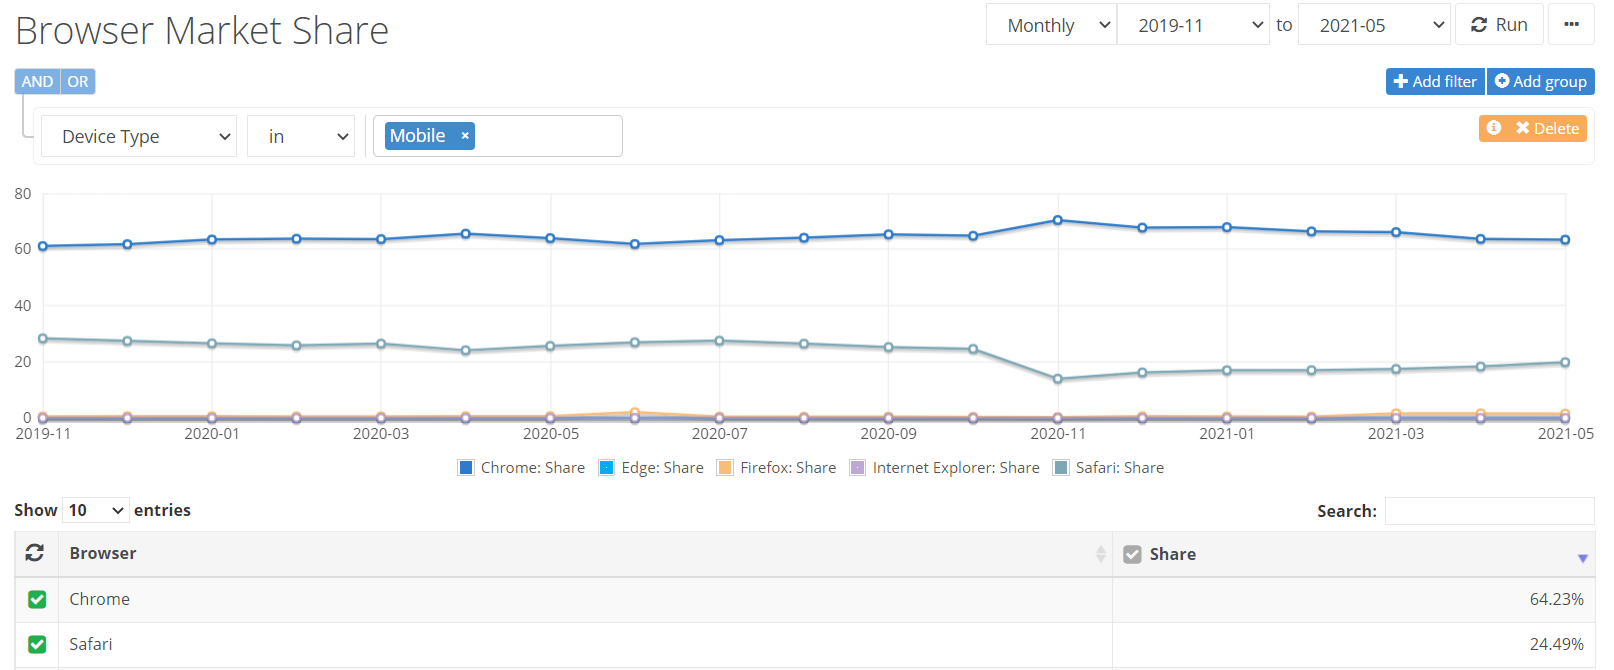 Browser Market Share
Monthly 2019-11 to 2021-05 Run ...
AND OR
Add filter Add group
Device Type in Mobile ×
Delete
80
60
40
20
0
2019-11 2020-01 2020-03 2020-05 2020-07 2020-09 2020-11 2021-01 2021-03 2021-05
Chrome: Share Edge: Share Firefox: Share Internet Explorer: Share Safari: Share
Show 10 entries Search:
Browser Share
Chrome 64.23%
Safari 24.49%